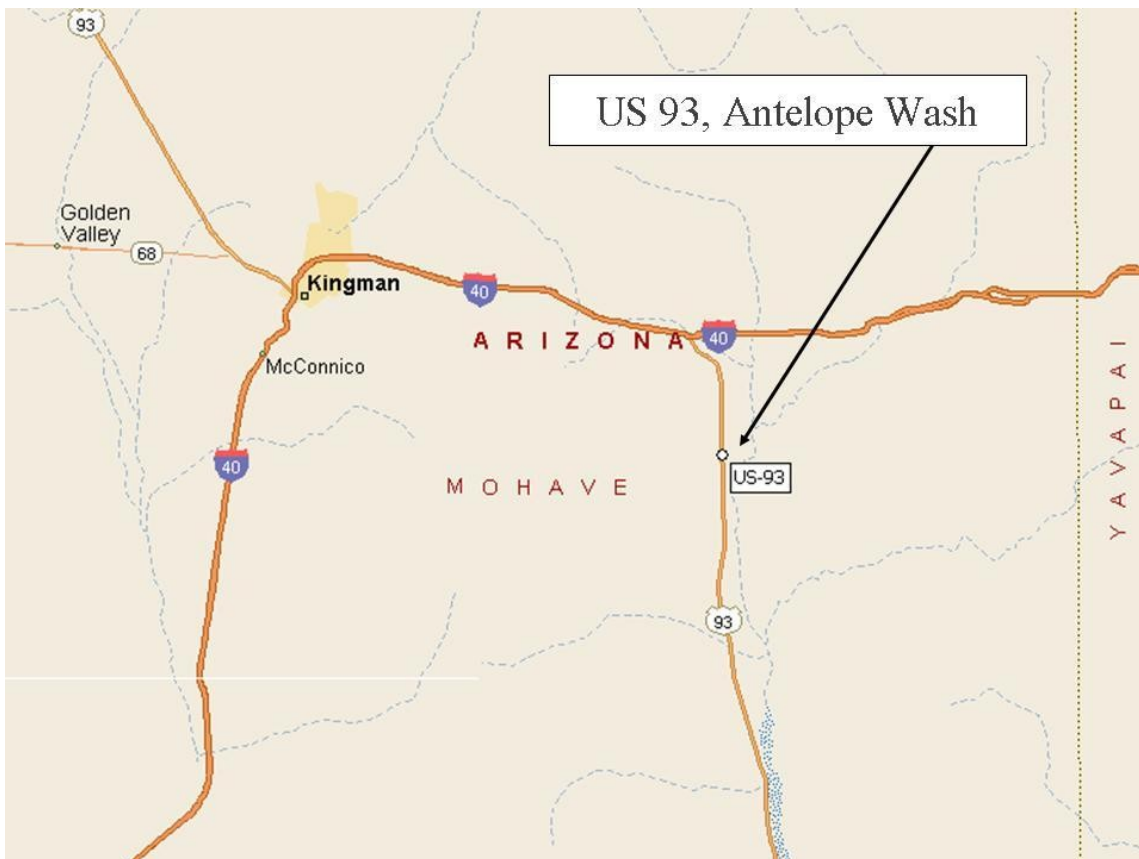 93
US 93, Antelope Wash
Golden
Valley
68
Kingman
40
ARIZONA
40
McConnico
40
US-93
MOHAVE
YAVAPAI
93